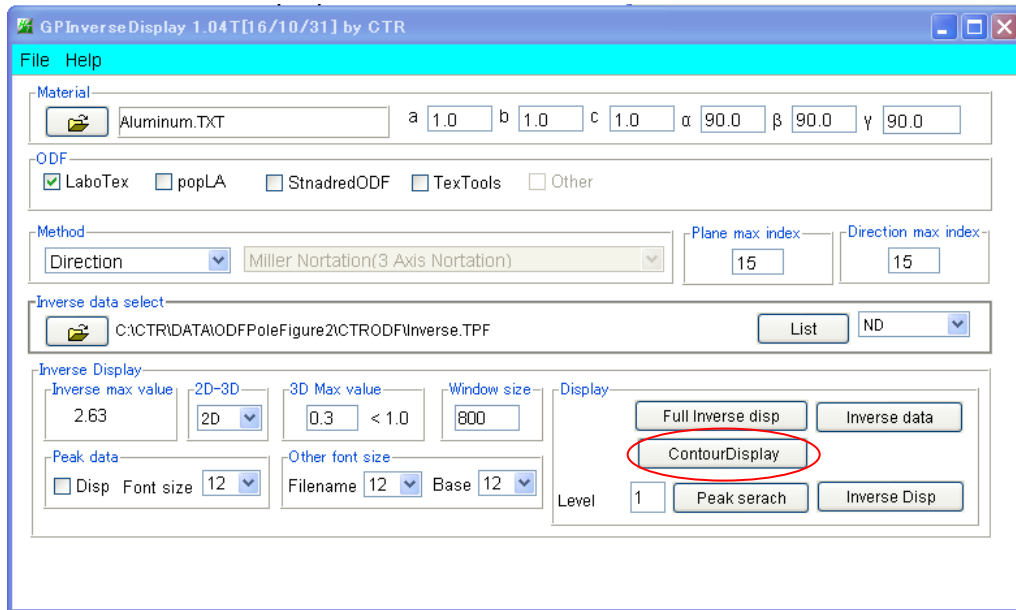 GPInverseDisplay 1.04T[16/10/31] by CTR
File Help
Material
Aluminum.TXT a 1.0 b 1.0 c 1.0 α 90.0 β 90.0 γ 90.0
ODF
LaboTex popLA StnadredODF TexTools Other
Method Plane max index Direction max index
Direction Miller Nortation(3 Axis Nortation) 15 15
Inverse data select
C:\CTR\DATA\ODFPoleFigure2\CTRODF\Inverse.TPF List ND
Inverse Display
Inverse max value 2D-3D 3D Max value Window size Display
2.63 2D 0.3 < 1.0 800 Full Inverse disp Inverse data
ContourDisplay
Peak data Other font size
Disp Font size 12 Filename 12 Base 12
Level 1 Peak serach Inverse Disp